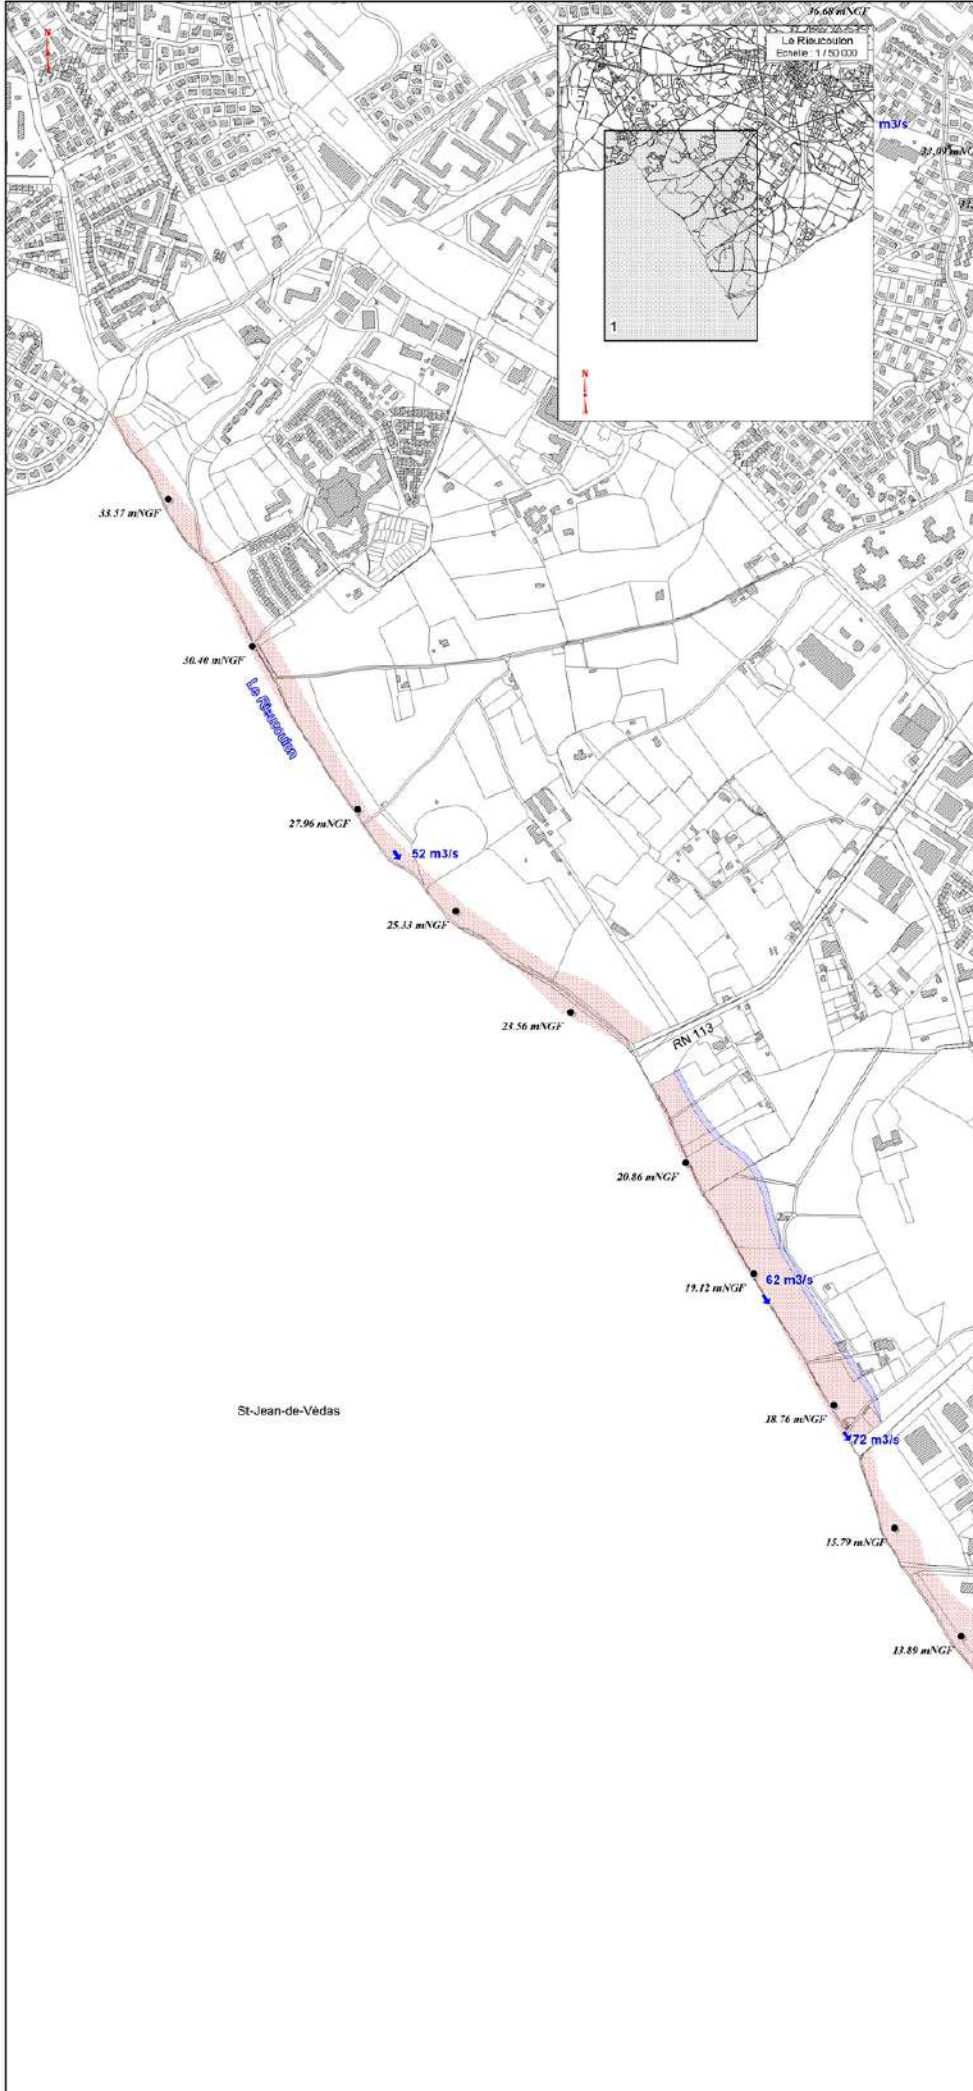 36.68 mNGF
N
Le Rieucoulon
Echelle : 1 / 50 000
m3/s
1
N
33.57 mNGF
30.40 mNGF
Le Rieucoulon
27.96 mNGF
52 m3/s
25.33 mNGF
23.56 mNGF
RN 113
20.86 mNGF
19.12 mNGF
62 m3/s
18.76 mNGF
St-Jean-de-Védas
72 m3/s
15.79 mNGF
13.89 mNGF